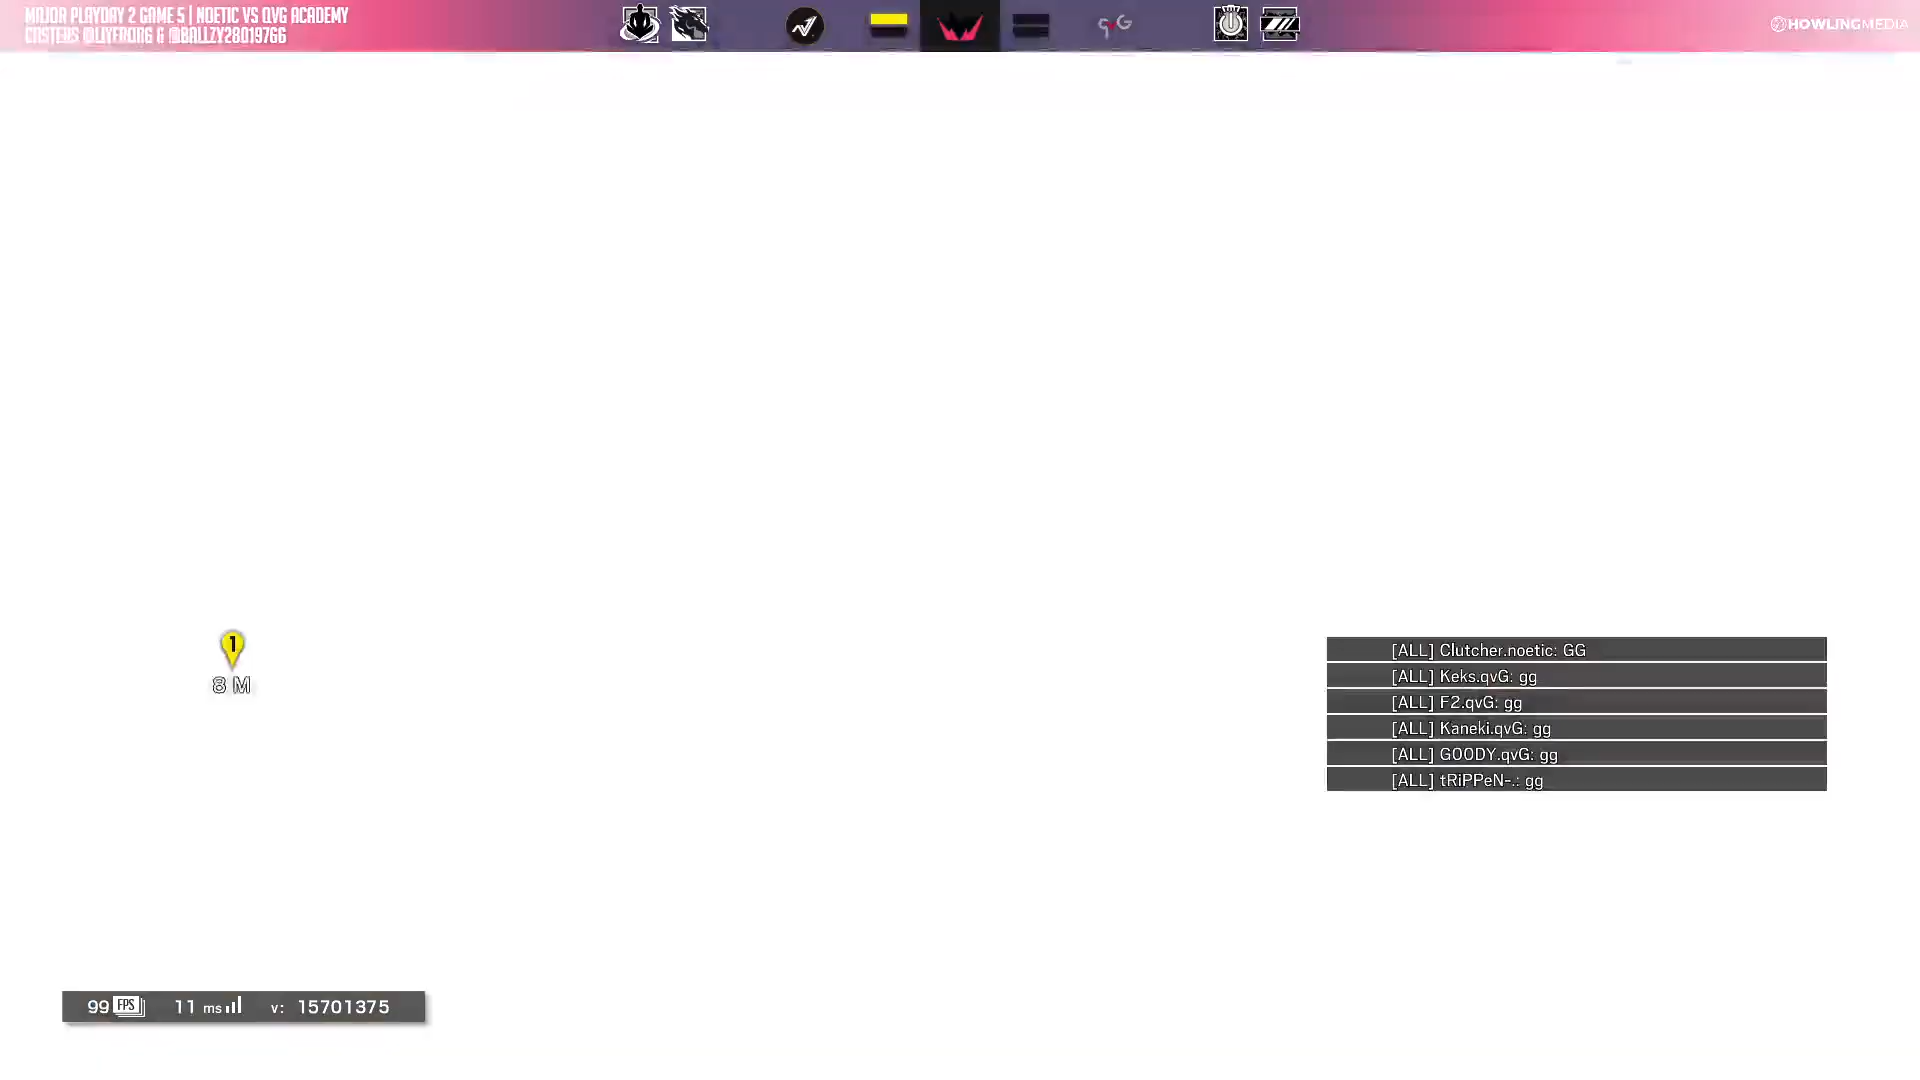 MAJOR PLAYDAY 2 GAME 5 | NOETIC VS QVG ACADEMY
CASTERS @LIYFRONG & @BALLZY28019766
qvG
HOWLINGMEDIA
1
8 M
[ALL] Clutcher.noetic: GG
[ALL] Keks.qvG: gg
[ALL] F2.qvG: gg
[ALL] Kaneki.qvG: gg
[ALL] GOODY.qvG: gg
[ALL] tRiPPeN-.: gg
99 FPS 11 ms v: 15701375